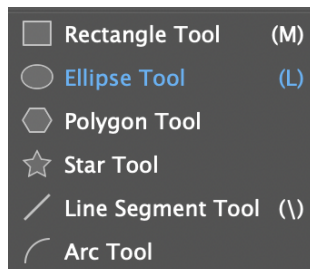 Rectangle Tool (M)
Ellipse Tool (L)
Polygon Tool
Star Tool
Line Segment Tool (\)
Arc Tool